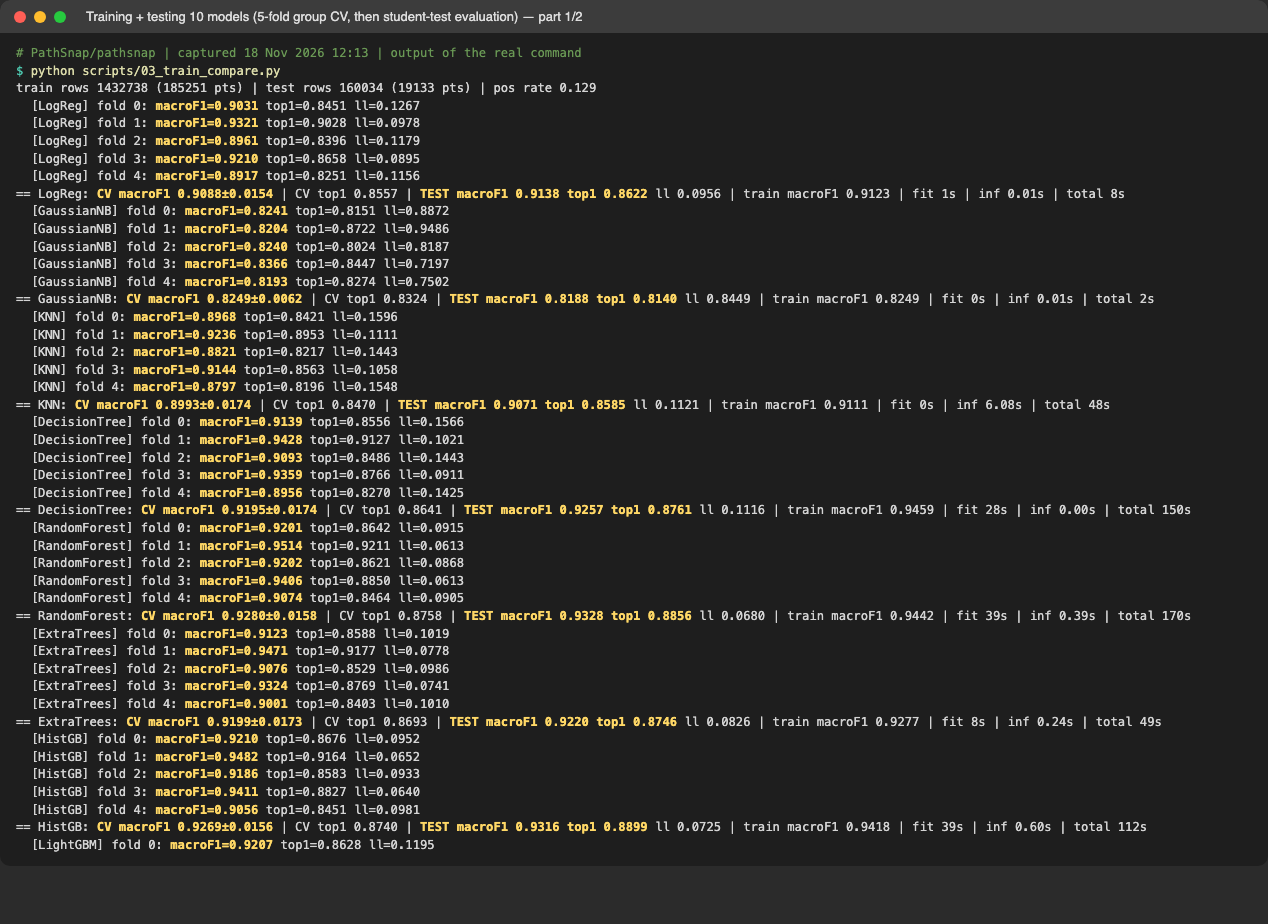 Training + testing 10 models (5-fold group CV, then student-test evaluation) — part 1/2
# PathSnap/pathsnap | captured 18 Nov 2026 12:13 | output of the real command
$ python scripts/03_train_compare.py
train rows 1432738 (185251 pts) | test rows 160034 (19133 pts) | pos rate 0.129
[LogReg] fold 0: macroF1=0.9031 top1=0.8451 ll=0.1267
[LogReg] fold 1: macroF1=0.9321 top1=0.9028 ll=0.0978
[LogReg] fold 2: macroF1=0.8961 top1=0.8396 ll=0.1179
[LogReg] fold 3: macroF1=0.9210 top1=0.8658 ll=0.0895
[LogReg] fold 4: macroF1=0.8917 top1=0.8251 ll=0.1156
== LogReg: CV macroF1 0.9088±0.0154 | CV top1 0.8557 | TEST macroF1 0.9138 top1 0.8622 ll 0.0956 | train macroF1 0.9123 | fit 1s | inf 0.01s | total 8s
[GaussianNB] fold 0: macroF1=0.8241 top1=0.8151 ll=0.8872
[GaussianNB] fold 1: macroF1=0.8204 top1=0.8722 ll=0.9486
[GaussianNB] fold 2: macroF1=0.8240 top1=0.8024 ll=0.8187
[GaussianNB] fold 3: macroF1=0.8366 top1=0.8447 ll=0.7197
[GaussianNB] fold 4: macroF1=0.8193 top1=0.8274 ll=0.7502
== GaussianNB: CV macroF1 0.8249±0.0062 | CV top1 0.8324 | TEST macroF1 0.8188 top1 0.8140 ll 0.8449 | train macroF1 0.8249 | fit 0s | inf 0.01s | total 2s
[KNN] fold 0: macroF1=0.8968 top1=0.8421 ll=0.1596
[KNN] fold 1: macroF1=0.9236 top1=0.8953 ll=0.1111
[KNN] fold 2: macroF1=0.8821 top1=0.8217 ll=0.1443
[KNN] fold 3: macroF1=0.9144 top1=0.8563 ll=0.1058
[KNN] fold 4: macroF1=0.8797 top1=0.8196 ll=0.1548
== KNN: CV macroF1 0.8993±0.0174 | CV top1 0.8470 | TEST macroF1 0.9071 top1 0.8585 ll 0.1121 | train macroF1 0.9111 | fit 0s | inf 6.08s | total 48s
[DecisionTree] fold 0: macroF1=0.9139 top1=0.8556 ll=0.1566
[DecisionTree] fold 1: macroF1=0.9428 top1=0.9127 ll=0.1021
[DecisionTree] fold 2: macroF1=0.9093 top1=0.8486 ll=0.1443
[DecisionTree] fold 3: macroF1=0.9359 top1=0.8766 ll=0.0911
[DecisionTree] fold 4: macroF1=0.8956 top1=0.8270 ll=0.1425
== DecisionTree: CV macroF1 0.9195±0.0174 | CV top1 0.8641 | TEST macroF1 0.9257 top1 0.8761 ll 0.1116 | train macroF1 0.9459 | fit 28s | inf 0.00s | total 150s
[RandomForest] fold 0: macroF1=0.9201 top1=0.8642 ll=0.0915
[RandomForest] fold 1: macroF1=0.9514 top1=0.9211 ll=0.0613
[RandomForest] fold 2: macroF1=0.9202 top1=0.8621 ll=0.0868
[RandomForest] fold 3: macroF1=0.9406 top1=0.8850 ll=0.0613
[RandomForest] fold 4: macroF1=0.9074 top1=0.8464 ll=0.0905
== RandomForest: CV macroF1 0.9280±0.0158 | CV top1 0.8758 | TEST macroF1 0.9328 top1 0.8856 ll 0.0680 | train macroF1 0.9442 | fit 39s | inf 0.39s | total 170s
[ExtraTrees] fold 0: macroF1=0.9123 top1=0.8588 ll=0.1019
[ExtraTrees] fold 1: macroF1=0.9471 top1=0.9177 ll=0.0778
[ExtraTrees] fold 2: macroF1=0.9076 top1=0.8529 ll=0.0986
[ExtraTrees] fold 3: macroF1=0.9324 top1=0.8769 ll=0.0741
[ExtraTrees] fold 4: macroF1=0.9001 top1=0.8403 ll=0.1010
== ExtraTrees: CV macroF1 0.9199±0.0173 | CV top1 0.8693 | TEST macroF1 0.9220 top1 0.8746 ll 0.0826 | train macroF1 0.9277 | fit 8s | inf 0.24s | total 49s
[HistGB] fold 0: macroF1=0.9210 top1=0.8676 ll=0.0952
[HistGB] fold 1: macroF1=0.9482 top1=0.9164 ll=0.0652
[HistGB] fold 2: macroF1=0.9186 top1=0.8583 ll=0.0933
[HistGB] fold 3: macroF1=0.9411 top1=0.8827 ll=0.0640
[HistGB] fold 4: macroF1=0.9056 top1=0.8451 ll=0.0981
== HistGB: CV macroF1 0.9269±0.0156 | CV top1 0.8740 | TEST macroF1 0.9316 top1 0.8899 ll 0.0725 | train macroF1 0.9418 | fit 39s | inf 0.60s | total 112s
[LightGBM] fold 0: macroF1=0.9207 top1=0.8628 ll=0.1195